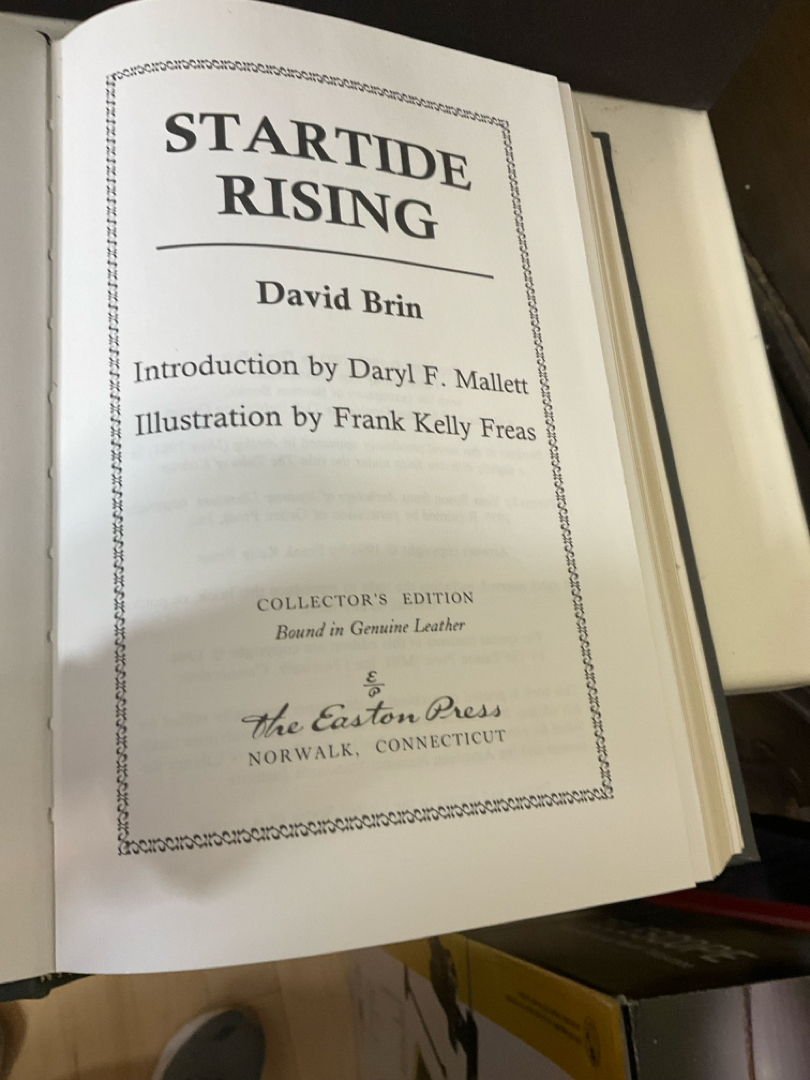 STARTIDE
RISING
David Brin
Introduction by Daryl F. Mallett
Illustration by Frank Kelly Freas
COLLECTOR'S EDITION
Bound in Genuine Leather
E
P
The Easton Press
NORWALK, CONNECTICUT